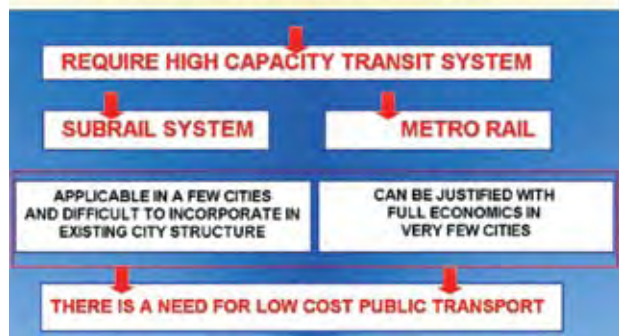 REQUIRE HIGH CAPACITY TRANSIT SYSTEM
SUBRAIL SYSTEM
METRO RAIL
APPLICABLE IN A FEW CITIES
AND DIFFICULT TO INCORPORATE IN
EXISTING CITY STRUCTURE
CAN BE JUSTIFIED WITH
FULL ECONOMICS IN
VERY FEW CITIES
THERE IS A NEED FOR LOW COST PUBLIC TRANSPORT